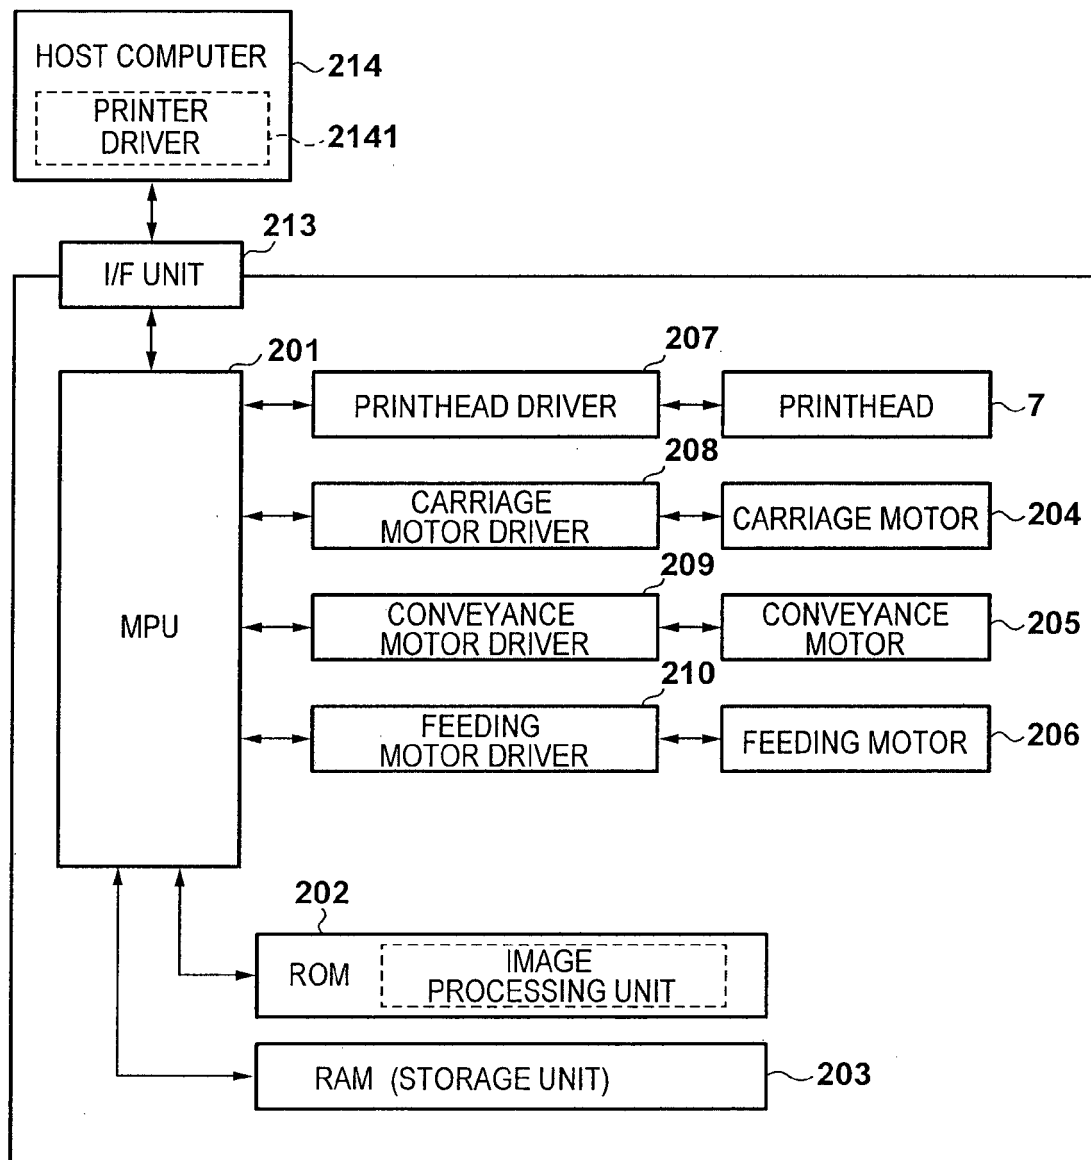 HOST COMPUTER
214
PRINTER
DRIVER
2141
213
I/F UNIT
201
207
PRINTHEAD DRIVER
PRINTHEAD
7
208
CARRIAGE
MOTOR DRIVER
CARRIAGE MOTOR
204
209
MPU
CONVEYANCE
MOTOR DRIVER
CONVEYANCE
MOTOR
205
210
FEEDING
MOTOR DRIVER
FEEDING MOTOR
206
202
ROM
IMAGE
PROCESSING UNIT
RAM (STORAGE UNIT)
203